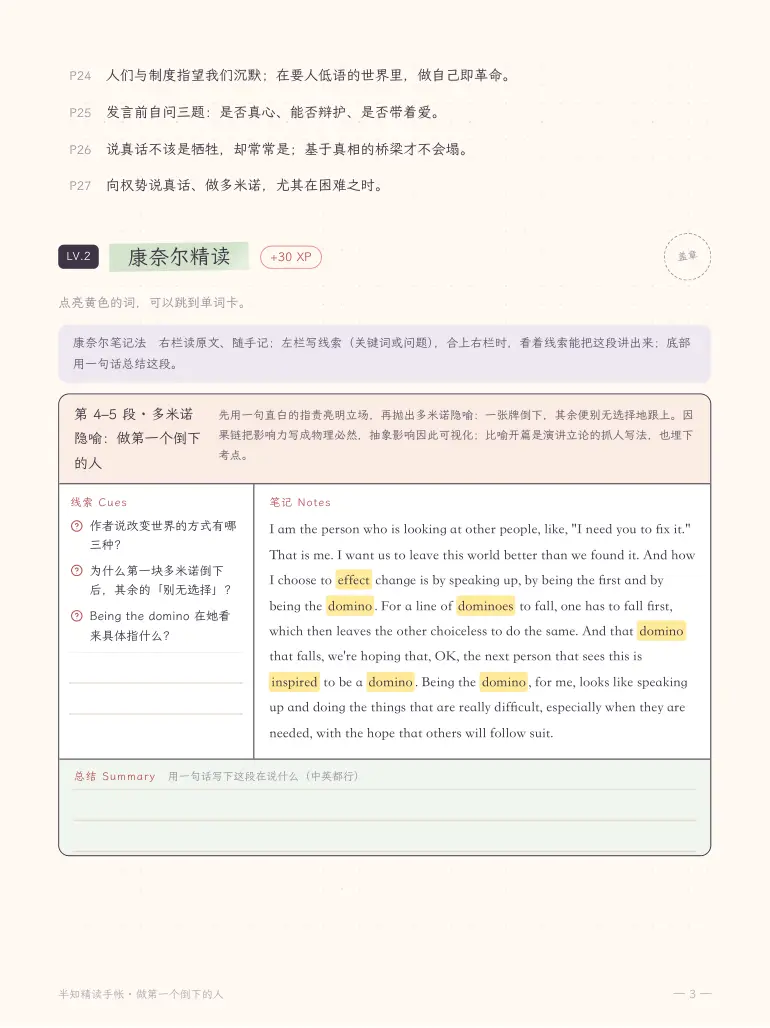 P24 人们与制度指望我们沉默；在要人低语的世界里，做自己即革命。
P25 发言前自问三题：是否真心、能否辩护、是否带着爱。
P26 说真话不该是牺牲，却常常是；基于真相的桥梁才不会塌。
P27 向权势说真话、做多米诺，尤其在困难之时。
LV.2 康奈尔精读 +30 XP 盖章
点亮黄色的词，可以跳到单词卡。
康奈尔笔记法 右栏读原文、随手记；左栏写线索（关键词或问题），合上右栏时，看着线索能把这段讲出来；底部
用一句话总结这段。
第 4–5 段·多米诺
隐喻：做第一个倒下
的人
先用一句直白的指责亮明立场，再抛出多米诺隐喻：一张牌倒下，其余便别无选择地跟上。因
果链把影响力写成物理必然，抽象影响因此可视化；比喻开篇是演讲立论的抓人写法，也埋下
考点。
线索 Cues
作者说改变世界的方式有哪
三种？
为什么第一块多米诺倒下
后，其余的「别无选择」？
Being the domino 在她看
来具体指什么？
笔记 Notes
I am the person who is looking at other people, like, "I need you to fix it."
That is me. I want us to leave this world better than we found it. And how
I choose to effect change is by speaking up, by being the first and by
being the domino. For a line of dominoes to fall, one has to fall first,
which then leaves the other choiceless to do the same. And that domino
that falls, we're hoping that, OK, the next person that sees this is
inspired to be a domino. Being the domino, for me, looks like speaking
up and doing the things that are really difficult, especially when they are
needed, with the hope that others will follow suit.
总结 Summary 用一句话写下这段在说什么（中英都行）
半知精读手帐·做第一个倒下的人
— 3 —